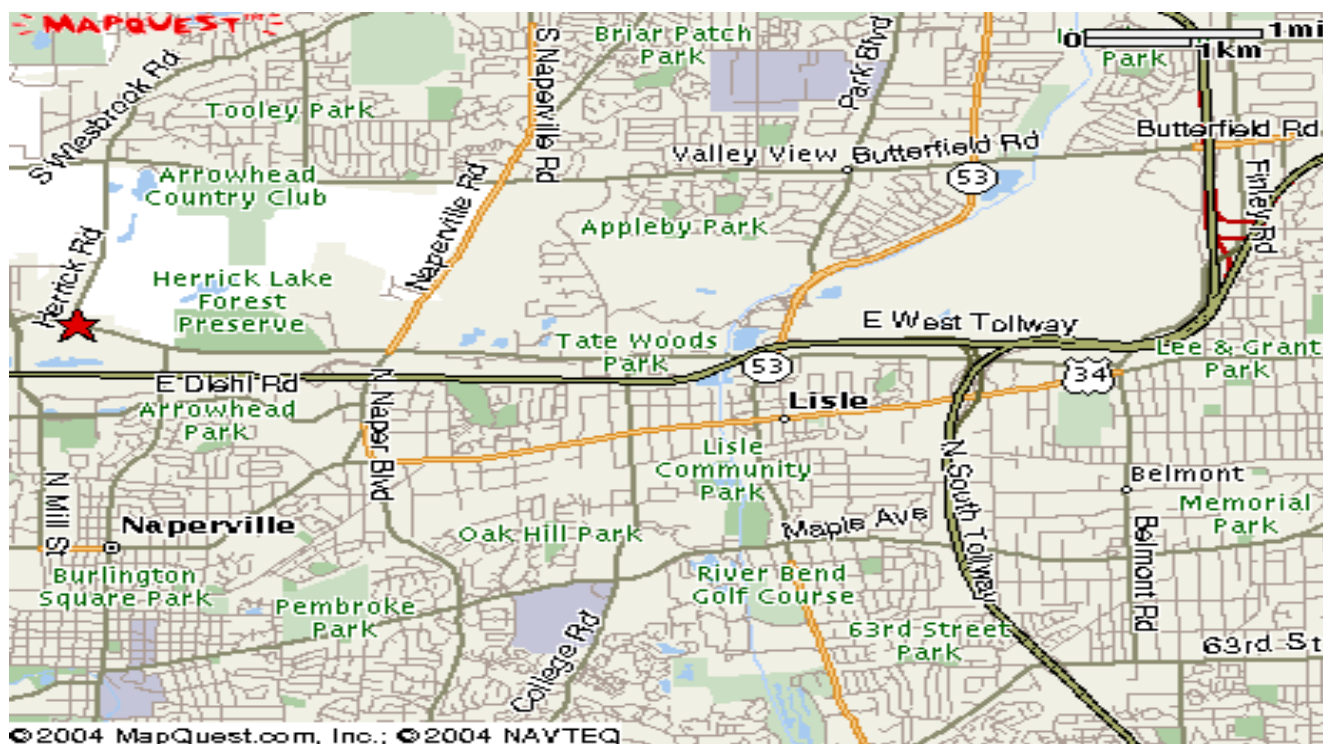 MAPQUEST
S Wiesbrook Rd
Tooley Park
S Naperville Rd
Briar Patch
Park
Park Blvd
0
1mi
1km
Park
Butterfield Rd
Valley View
Butterfield Rd
53
Finley Rd
Arrowhead
Country Club
Naperville Rd
Appleby Park
Herrick Rd
Herrick Lake
Forest
Preserve
E West Tollway
Tate Woods
Park
53
34
Lee & Grant
Park
E Diehl Rd
Arrowhead
Park
N Naper Blvd
Lisle
Lisle
Community
Park
N South Tollway
Belmont
Memorial
Park
N Mill St
Naperville
Oak Hill Park
Maple Ave
Belmont Rd
Burlington
Square Park
Pembroke
Park
River Bend
Golf Course
College Rd
63rd Street
Park
63rd St
©2004 MapQuest.com, Inc.; ©2004 NAVTEQ